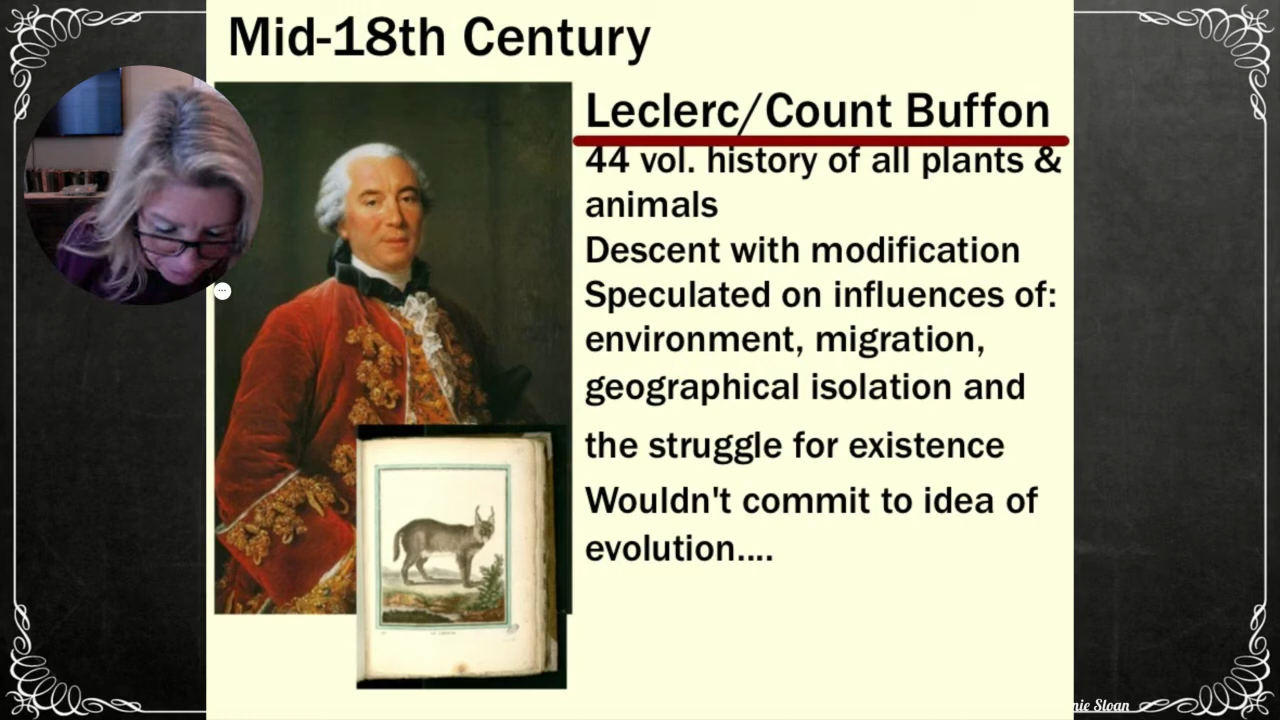 Mid-18th Century
Leclerc/Count Buffon
44 vol. history of all plants &
animals
Descent with modification
Speculated on influences of:
environment, migration,
geographical isolation and
the struggle for existence
Wouldn't commit to idea of
evolution....
Sloan